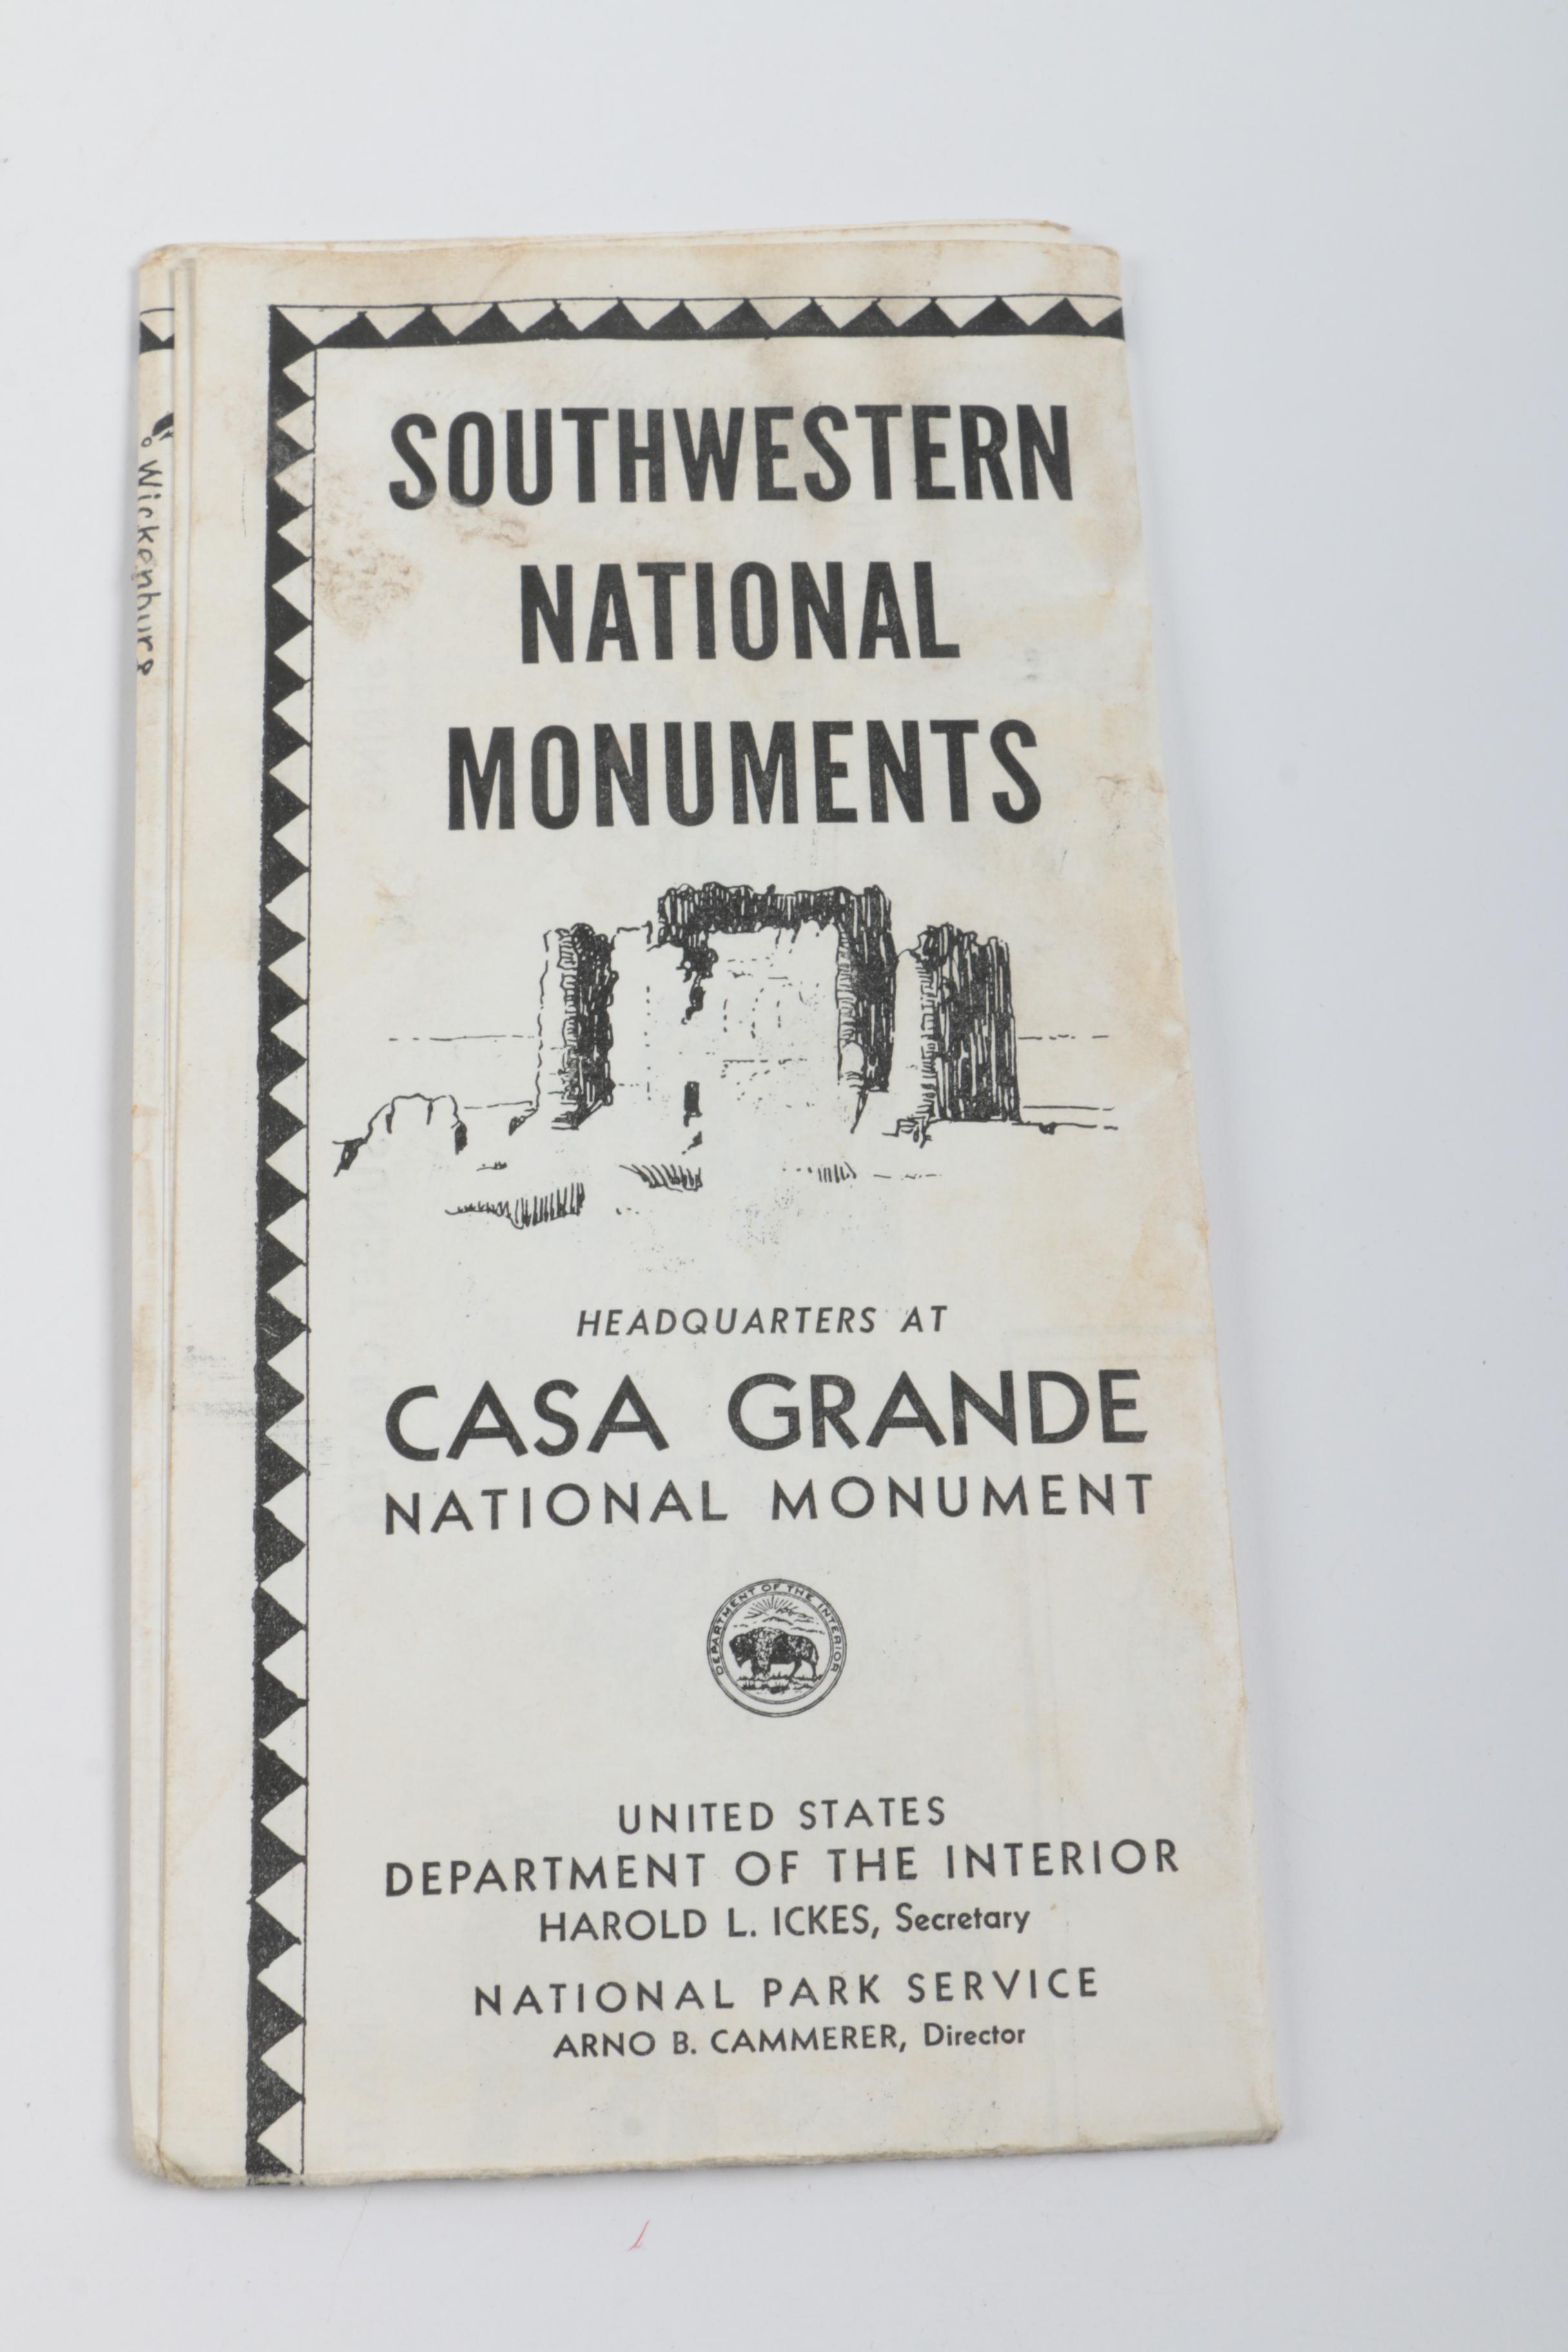 SOUTHWESTERN
NATIONAL
MONUMENTS
HEADQUARTERS AT
CASA GRANDE
NATIONAL MONUMENT
DEPARTMENT OF THE INTERIOR
UNITED STATES
DEPARTMENT OF THE INTERIOR
HAROLD L. ICKES, Secretary
NATIONAL PARK SERVICE
ARNO B. CAMMERER, Director
Wickenburg